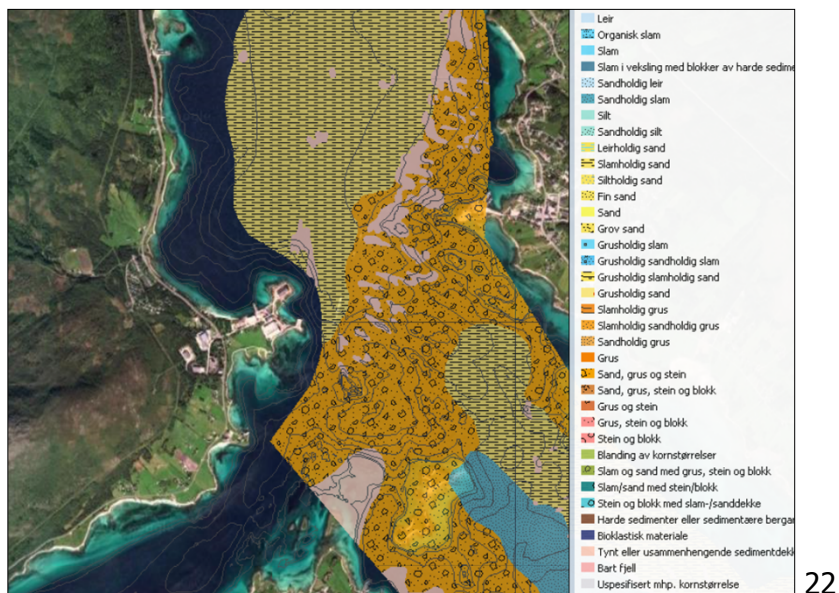 Leir
Organisk slam
Slam
Slam i veksling med blokker av harde sedime
Sandholdig leir
Sandholdig slam
Silt
Sandholdig silt
Leirholdig sand
Slamholdig sand
Siltholdig sand
Fin sand
Sand
Grov sand
Grusholdig slam
Grusholdig sandholdig slam
Grusholdig slamholdig sand
Grusholdig sand
Slamholdig grus
Slamholdig sandholdig grus
Sandholdig grus
Grus
Sand, grus og stein
Sand, grus, stein og blokk
Grus og stein
Grus, stein og blokk
Stein og blokk
Blanding av kornstørrelser
Slam og sand med grus, stein og blokk
Slam/sand med stein/blokk
Stein og blokk med slam-/sanddekke
Harde sedimenter eller sedimentære bergar
Bioklastisk materiale
Tynt eller usammenhengende sedimentdekk
Bart fjell
Uspesifisert mhp. kornstørrelse
22